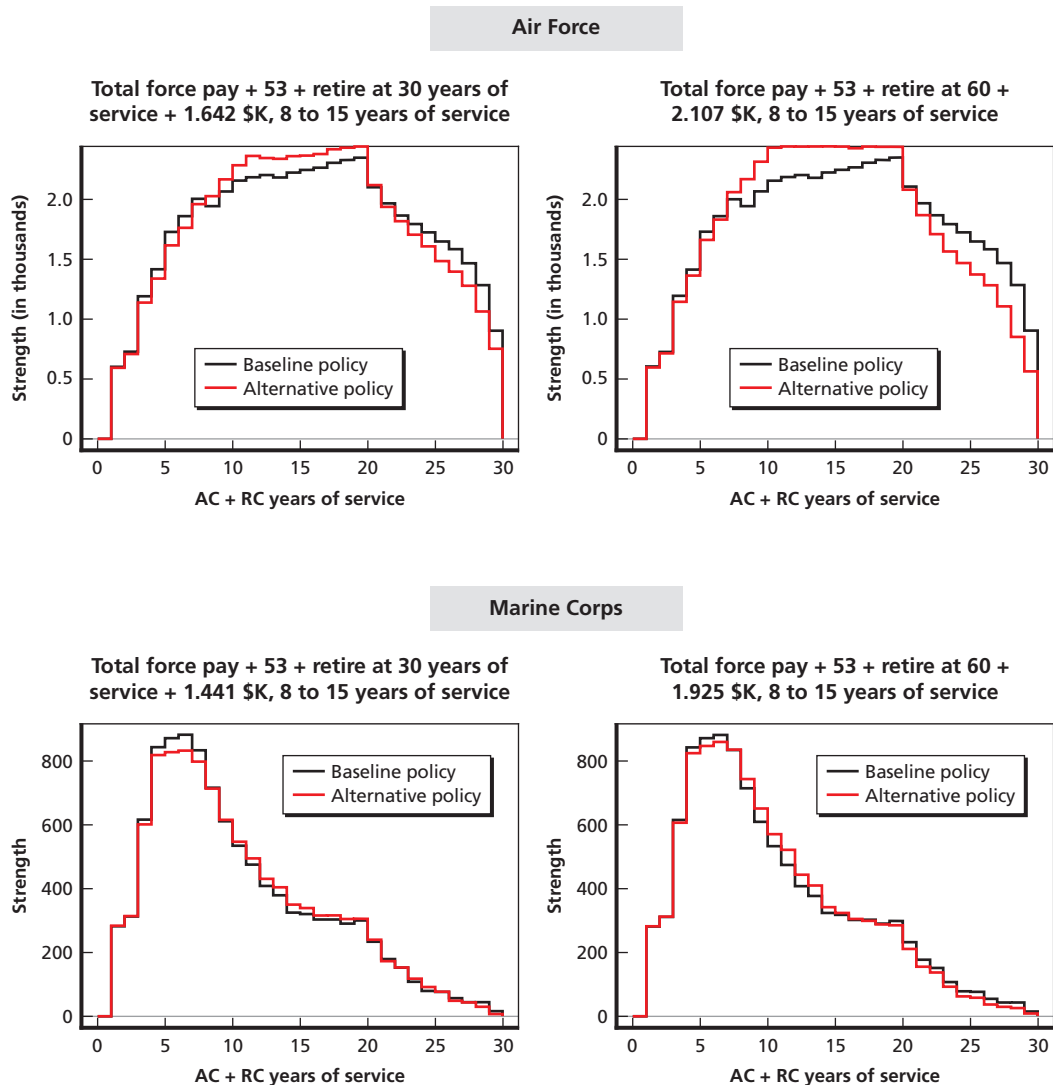 Air Force
Total force pay + 53 + retire at 30 years of
service + 1.642 $K, 8 to 15 years of service
Strength (in thousands)
2.0
1.5
1.0
0.5
0
Baseline policy
Alternative policy
0 5 10 15 20 25 30
AC + RC years of service
Total force pay + 53 + retire at 60 +
2.107 $K, 8 to 15 years of service
Strength (in thousands)
2.0
1.5
1.0
0.5
0
Baseline policy
Alternative policy
0 5 10 15 20 25 30
AC + RC years of service
Marine Corps
Total force pay + 53 + retire at 30 years of
service + 1.441 $K, 8 to 15 years of service
Strength
800
600
400
200
0
Baseline policy
Alternative policy
0 5 10 15 20 25 30
AC + RC years of service
Total force pay + 53 + retire at 60 +
1.925 $K, 8 to 15 years of service
Strength
800
600
400
200
0
Baseline policy
Alternative policy
0 5 10 15 20 25 30
AC + RC years of service